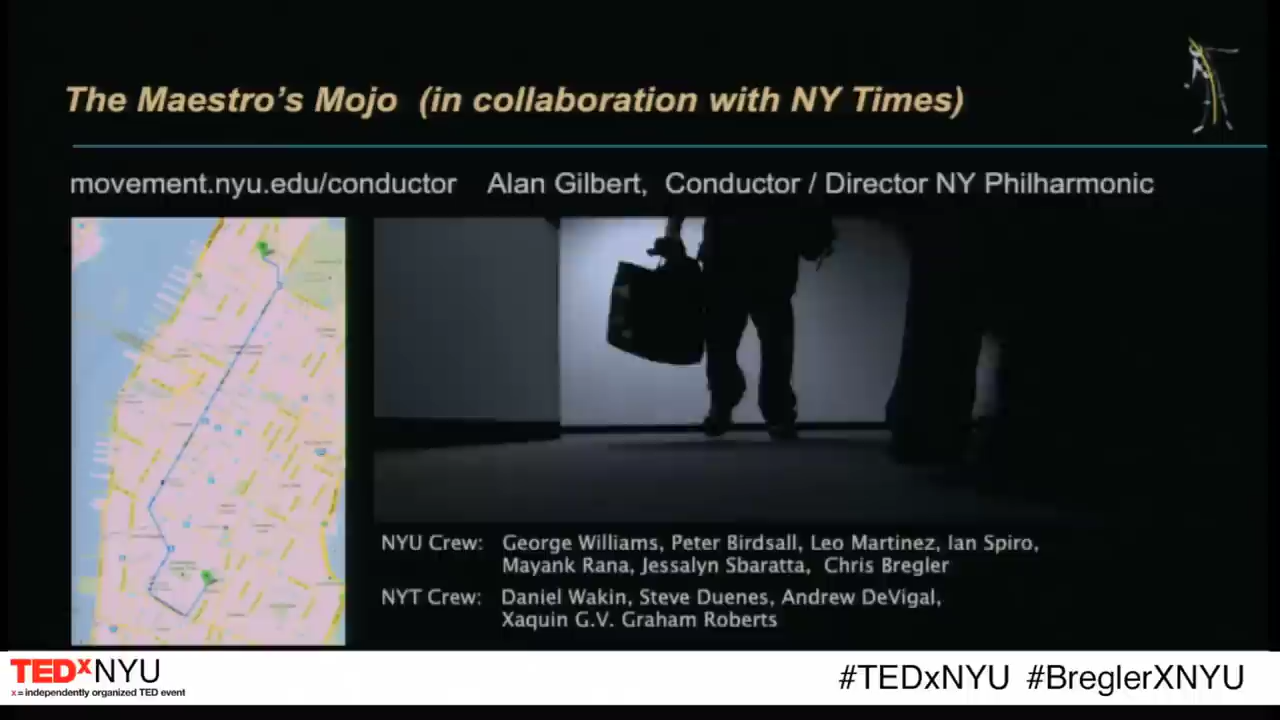 The Maestro's Mojo (in collaboration with NY Times)
movement.nyu.edu/conductor Alan Gilbert, Conductor / Director NY Philharmonic
NYU Crew: George Williams, Peter Birdsall, Leo Martinez, Ian Spiro,
Mayank Rana, Jessalyn Sbaratta, Chris Bregler
NYT Crew: Daniel Wakin, Steve Duenes, Andrew DeVigal,
Xaquin G.V. Graham Roberts
TEDxNYU
x = independently organized TED event
#TEDxNYU #BreglerXNYU